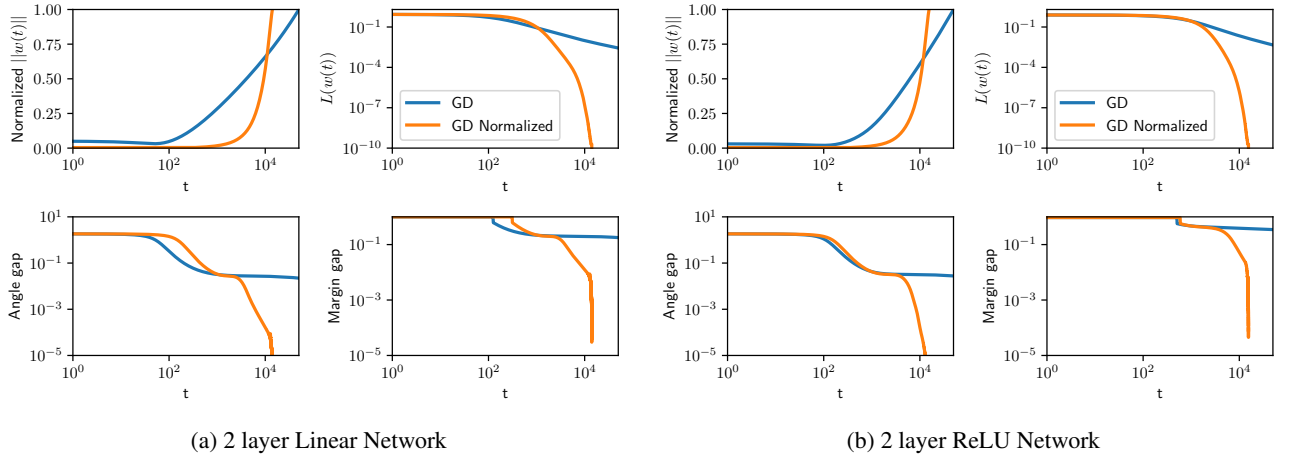 1.00
0.75
0.50
0.25
0.00
Normalized ||w(t)||
10^0
10^2
10^4
t
10^-1
10^-4
10^-7
10^-10
L(w(t))
GD
GD Normalized
10^0
10^2
10^4
t
1.00
0.75
0.50
0.25
0.00
Normalized ||w(t)||
10^0
10^2
10^4
t
10^-1
10^-4
10^-7
10^-10
L(w(t))
GD
GD Normalized
10^0
10^2
10^4
t
10^1
10^-1
10^-3
10^-5
Angle gap
10^0
10^2
10^4
t
10^-1
10^-3
10^-5
Margin gap
10^0
10^2
10^4
t
10^1
10^-1
10^-3
10^-5
Angle gap
10^0
10^2
10^4
t
10^-1
10^-3
10^-5
Margin gap
10^0
10^2
10^4
t
(a) 2 layer Linear Network
(b) 2 layer ReLU Network